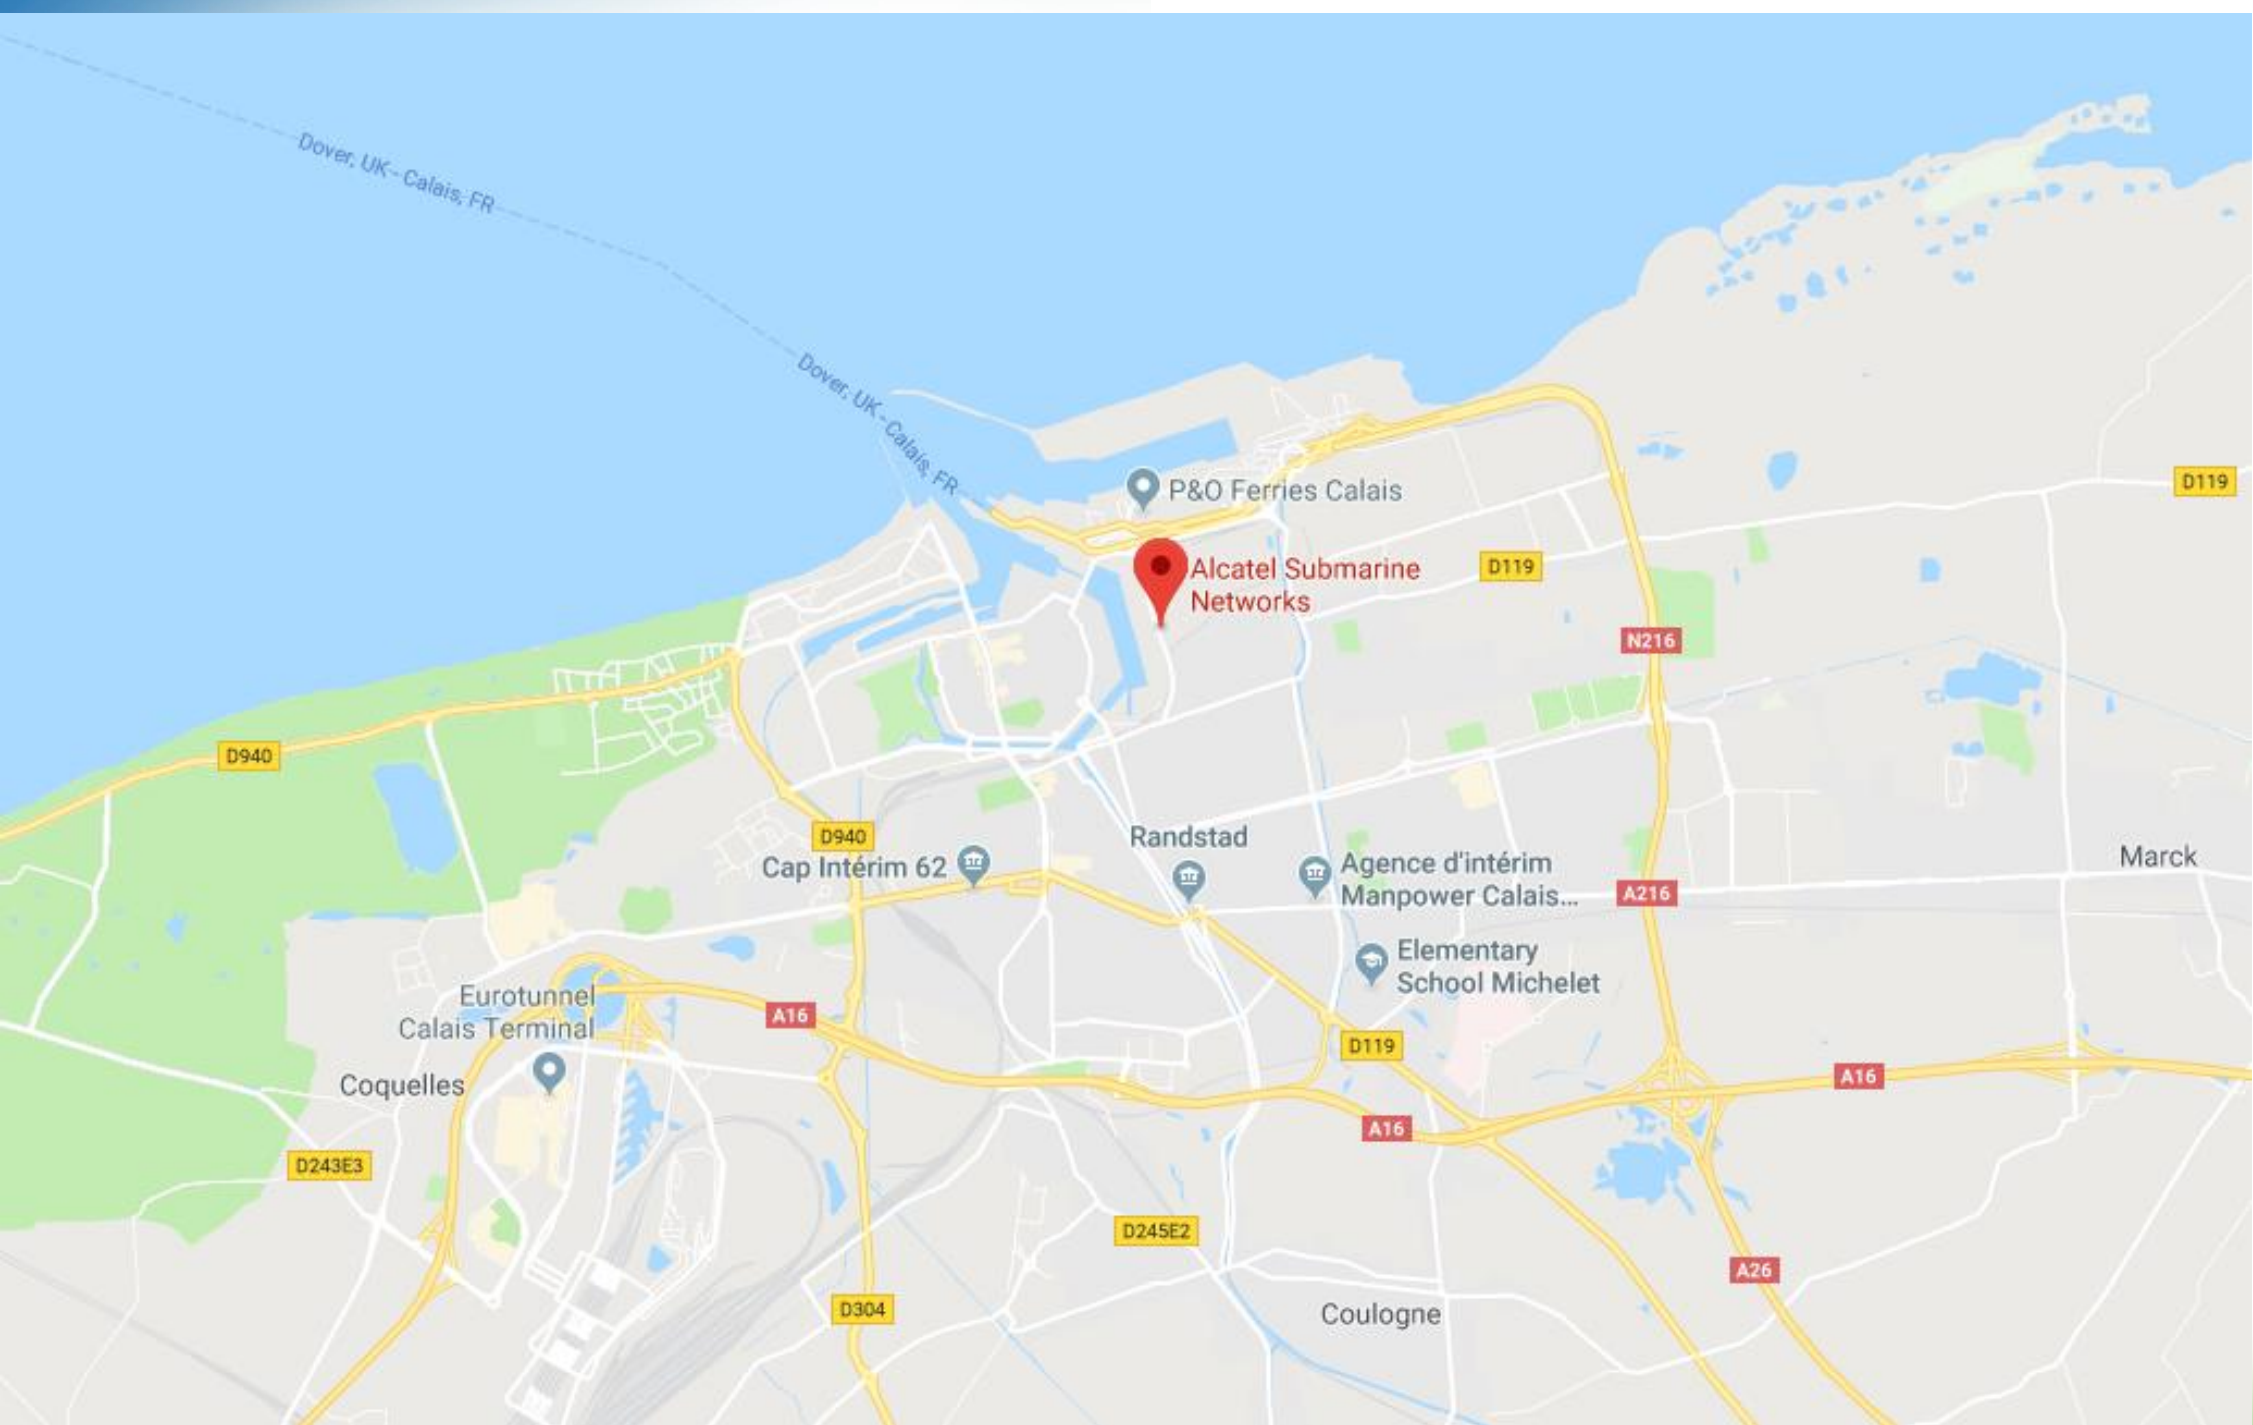 Dover, UK - Calais, FR
Dover, UK - Calais, FR
P&O Ferries Calais
D119
Alcatel Submarine
Networks
D119
N216
D940
D940
Randstad
Cap Intérim 62
Agence d'intérim
Manpower Calais...
Marck
A216
Elementary
School Michelet
Eurotunnel
Calais Terminal
A16
D119
Coquelles
A16
A16
D243E3
D245E2
A26
D304
Coulogne